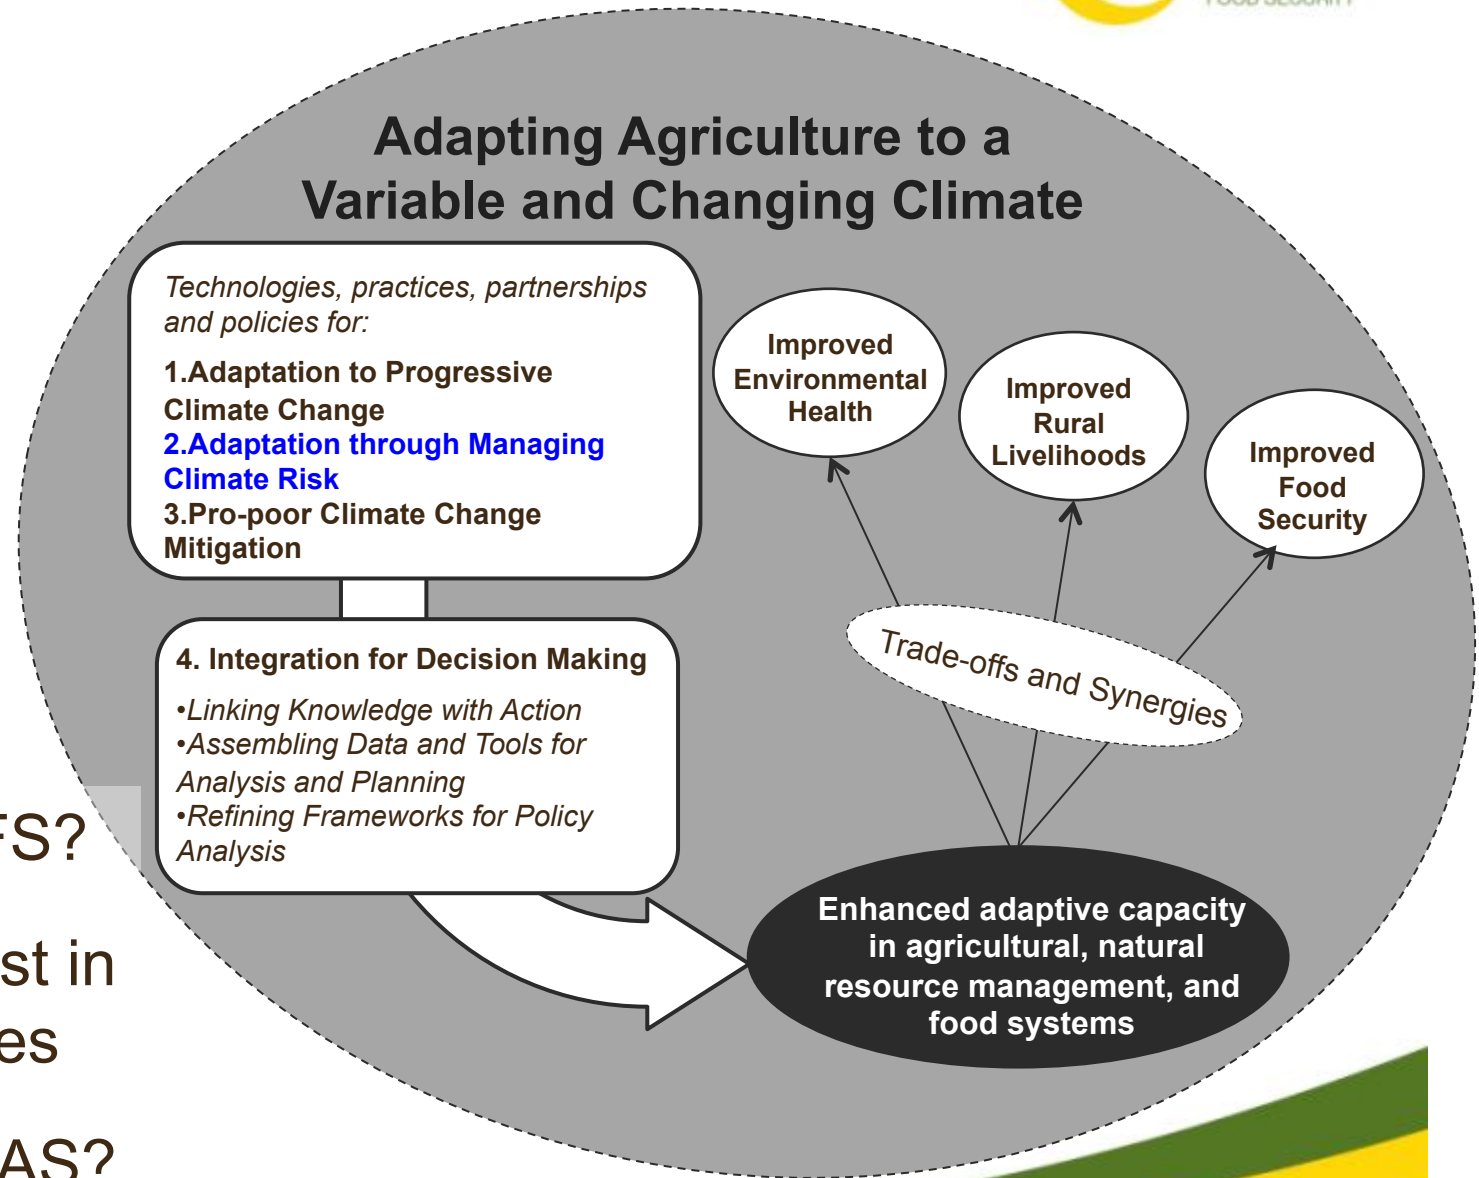 FOOD SECURITY
Adapting Agriculture to a
Variable and Changing Climate
Technologies, practices, partnerships
and policies for:
1.Adaptation to Progressive
Climate Change
2.Adaptation through Managing
Climate Risk
3.Pro-poor Climate Change
Mitigation
Improved
Environmental
Health
Improved
Rural
Livelihoods
Improved
Food
Security
Trade-offs and Synergies
4. Integration for Decision Making
•Linking Knowledge with Action
•Assembling Data and Tools for
Analysis and Planning
•Refining Frameworks for Policy
Analysis
Enhanced adaptive capacity
in agricultural, natural
resource management, and
food systems
FS?
st in
es
AS?